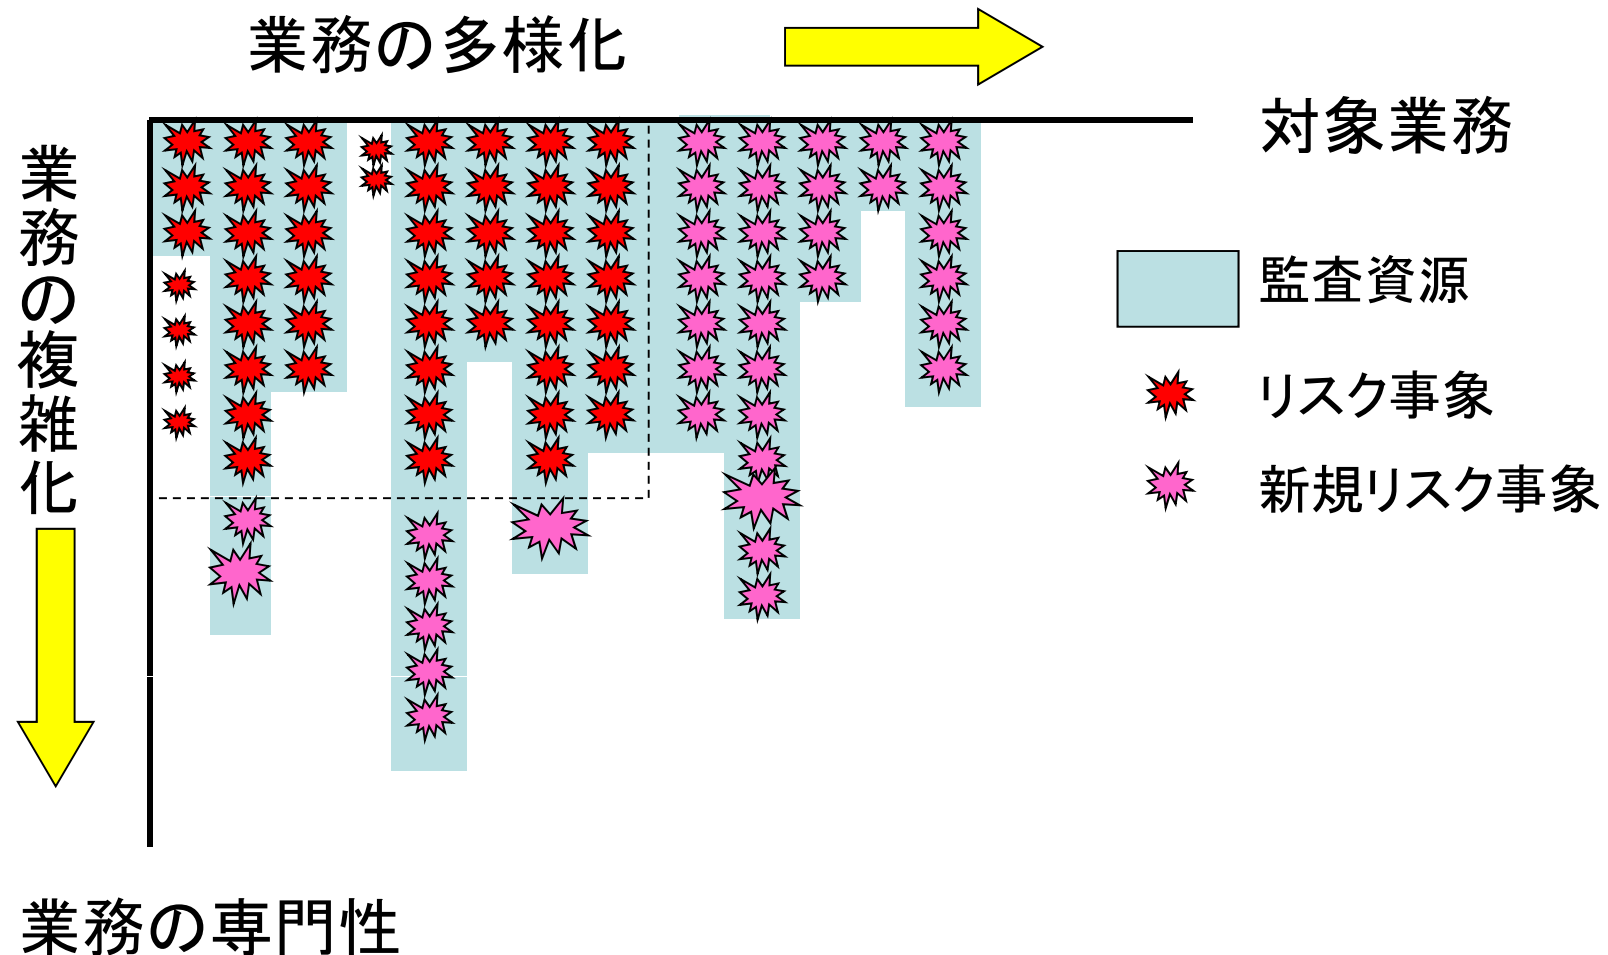 業務の多様化
対象業務
業務の複雑化
監査資源
リスク事象
新規リスク事象
業務の専門性